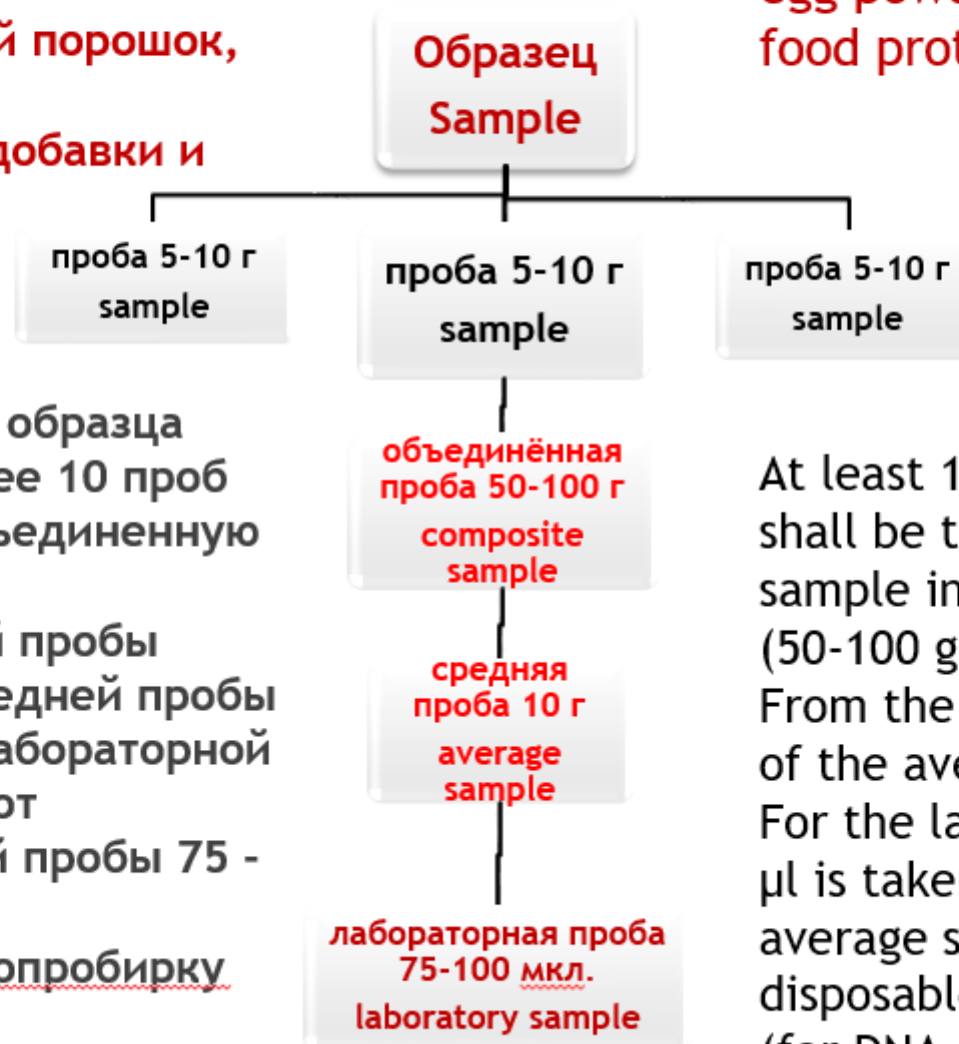 й порошок,
добавки и
Образец
Sample
food prot
проба 5-10 г
sample
проба 5-10 г
sample
проба 5-10 г
sample
образца
ее 10 проб
ъединенную
й пробы
едней пробы
абораторной
от
й пробы 75 -
опробирку
объединённая
проба 50-100 г
composite
sample
средняя
проба 10 г
average
sample
лабораторная проба
75-100 мкл.
laboratory sample
At least 1
shall be t
sample in
(50-100 g
From the
of the ave
For the la
µl is take
average s
disposabl